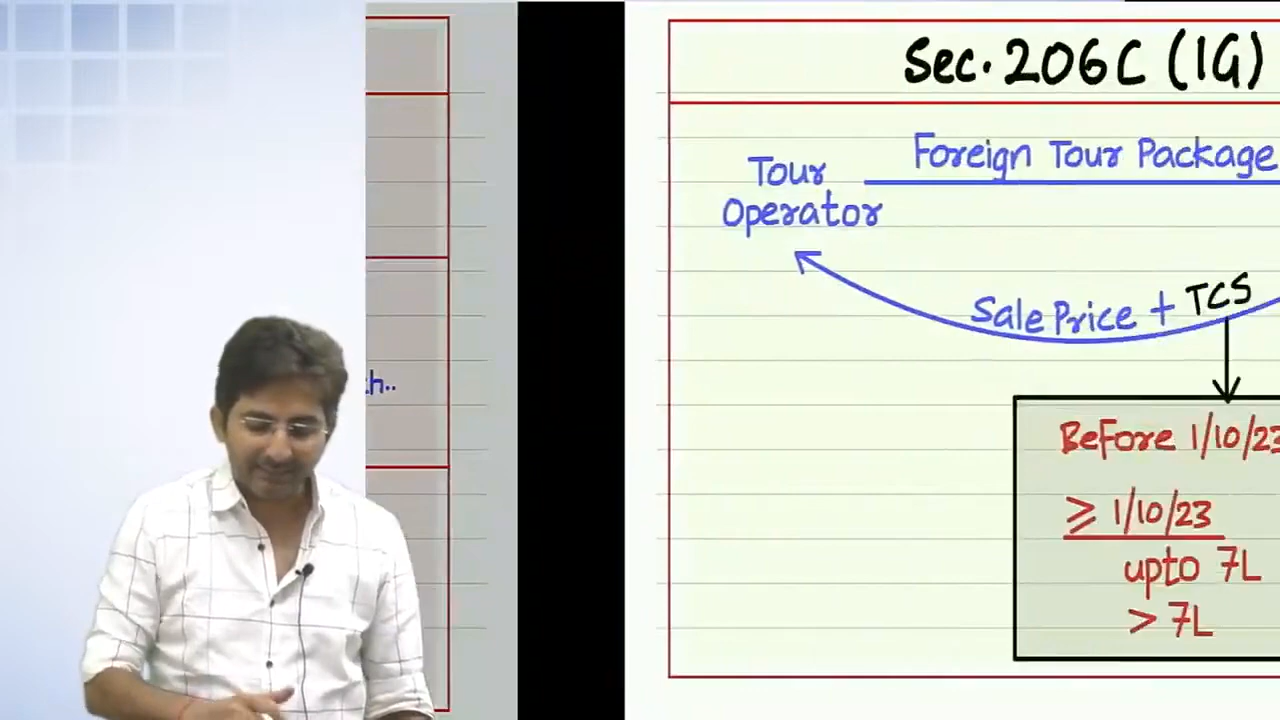 Sec. 206C (1G)
Foreign Tour Package
Tour
Operator
Sale Price + TCS
Before 1/10/23
≥ 1/10/23
upto 7L
> 7L